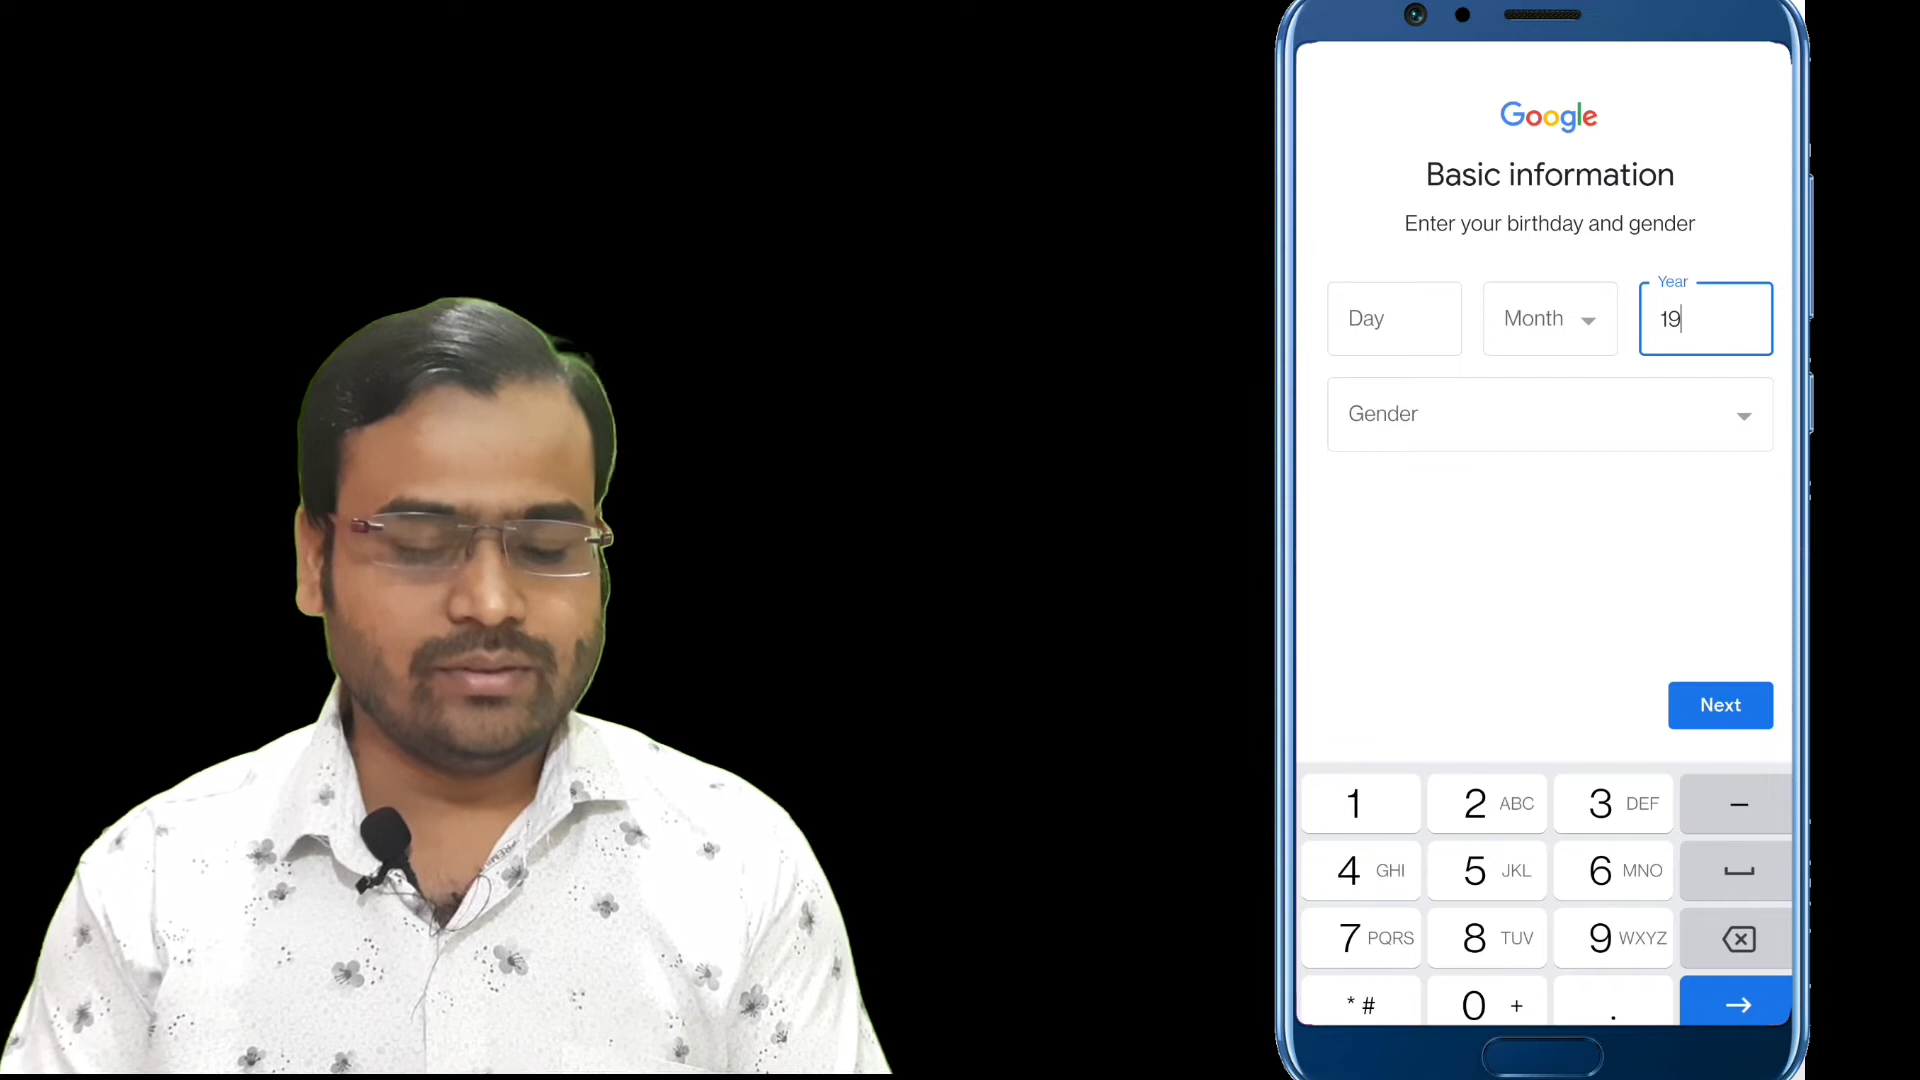 Google
Basic information
Enter your birthday and gender
Year
Day
Month
19
Gender
Next
1
2 ABC
3 DEF
–
4 GHI
5 JKL
6 MNO
7 PQRS
8 TUV
9 WXYZ
* #
0 +
.